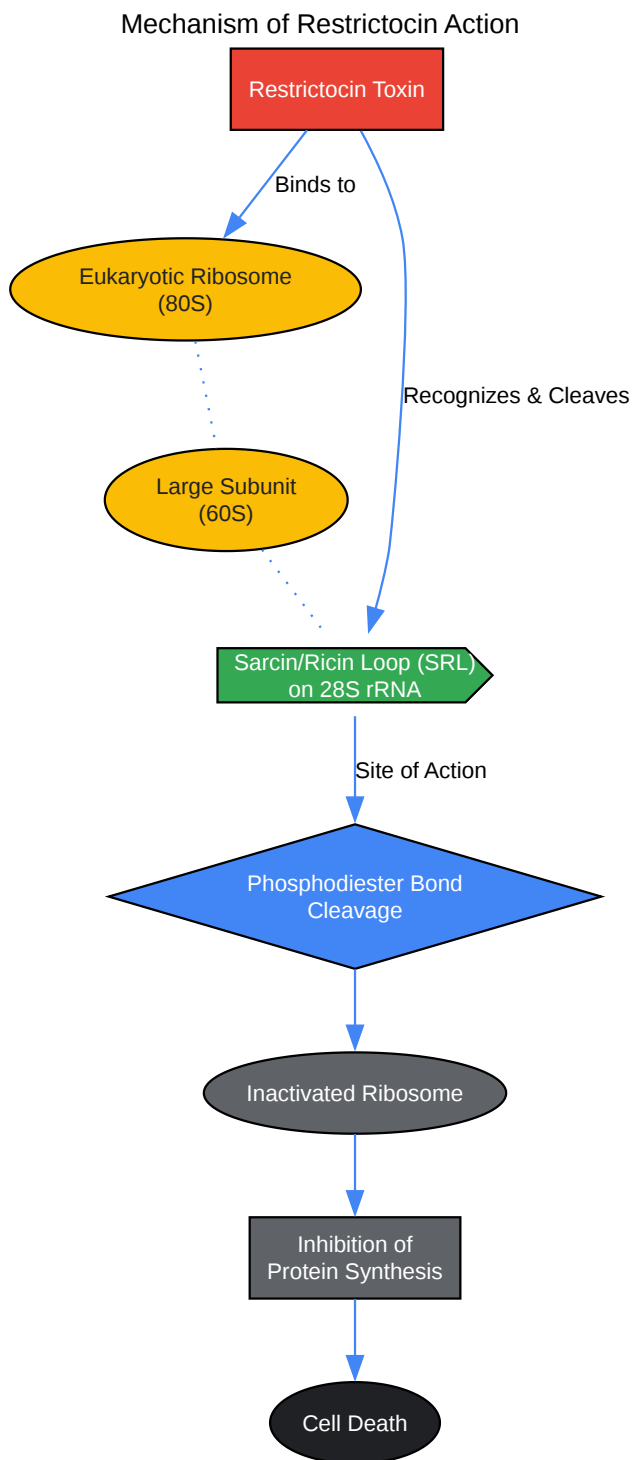 Mechanism of Restrictocin Action
Restrictocin Toxin
Binds to
Eukaryotic Ribosome
(80S)
Recognizes & Cleaves
Large Subunit
(60S)
Sarcin/Ricin Loop (SRL)
on 28S rRNA
Site of Action
Phosphodiester Bond
Cleavage
Inactivated Ribosome
Inhibition of
Protein Synthesis
Cell Death